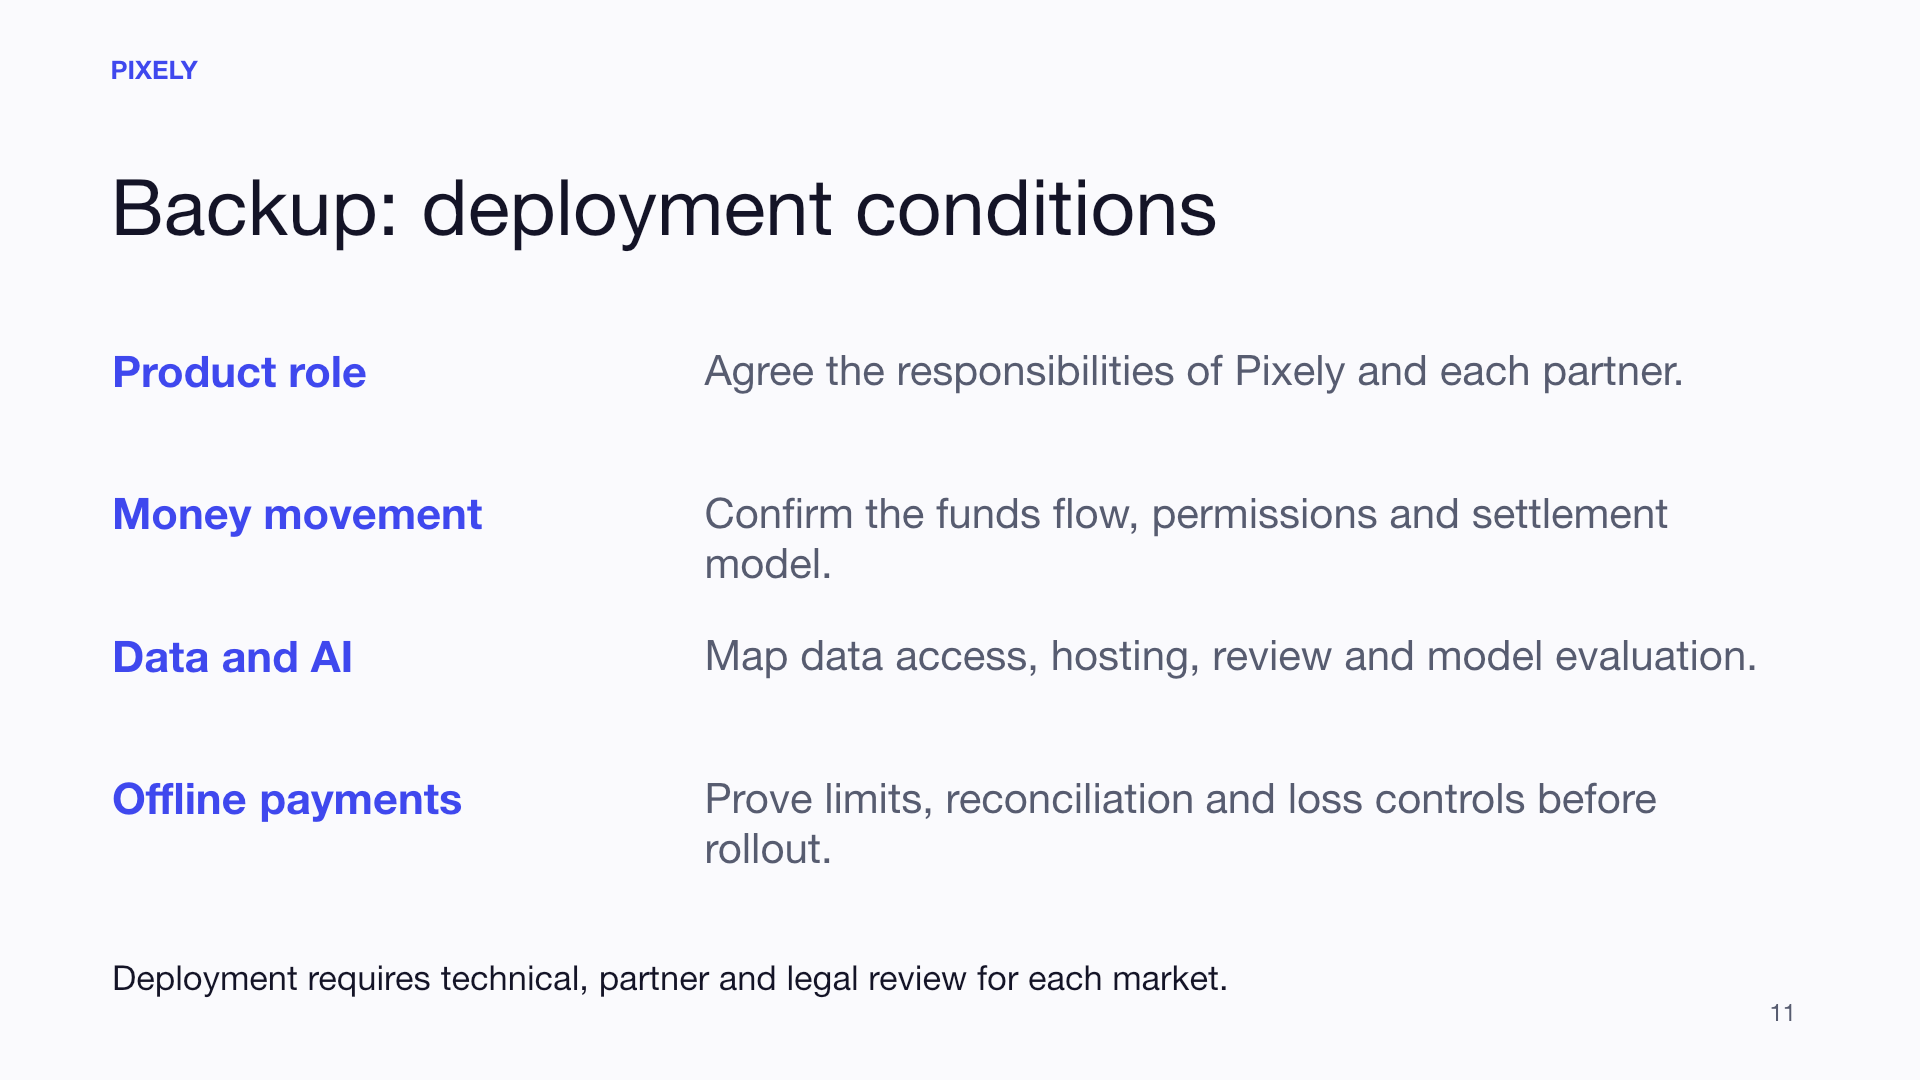 PIXELY
Backup: deployment conditions
Product role
Agree the responsibilities of Pixely and each partner.
Money movement
Confirm the funds flow, permissions and settlement
model.
Data and AI
Map data access, hosting, review and model evaluation.
Offline payments
Prove limits, reconciliation and loss controls before
rollout.
Deployment requires technical, partner and legal review for each market.
11